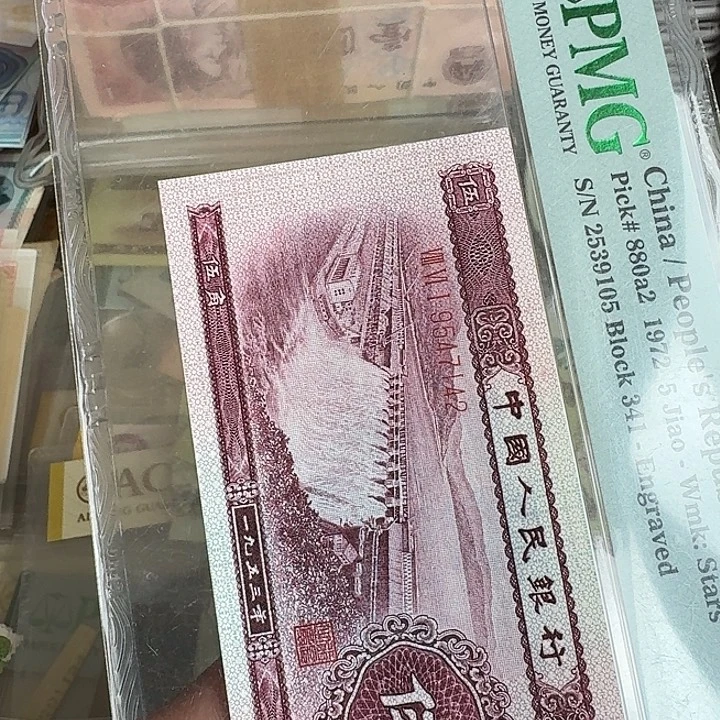 PMG
MONEY GUARANTY
®
China / People's Rep
Pick# 880a2 1972 5 Jiao - Wmk: Stars
S/N 2539105 Block 341 - Engraved
伍
伍角
中國人民銀行
一九五三年